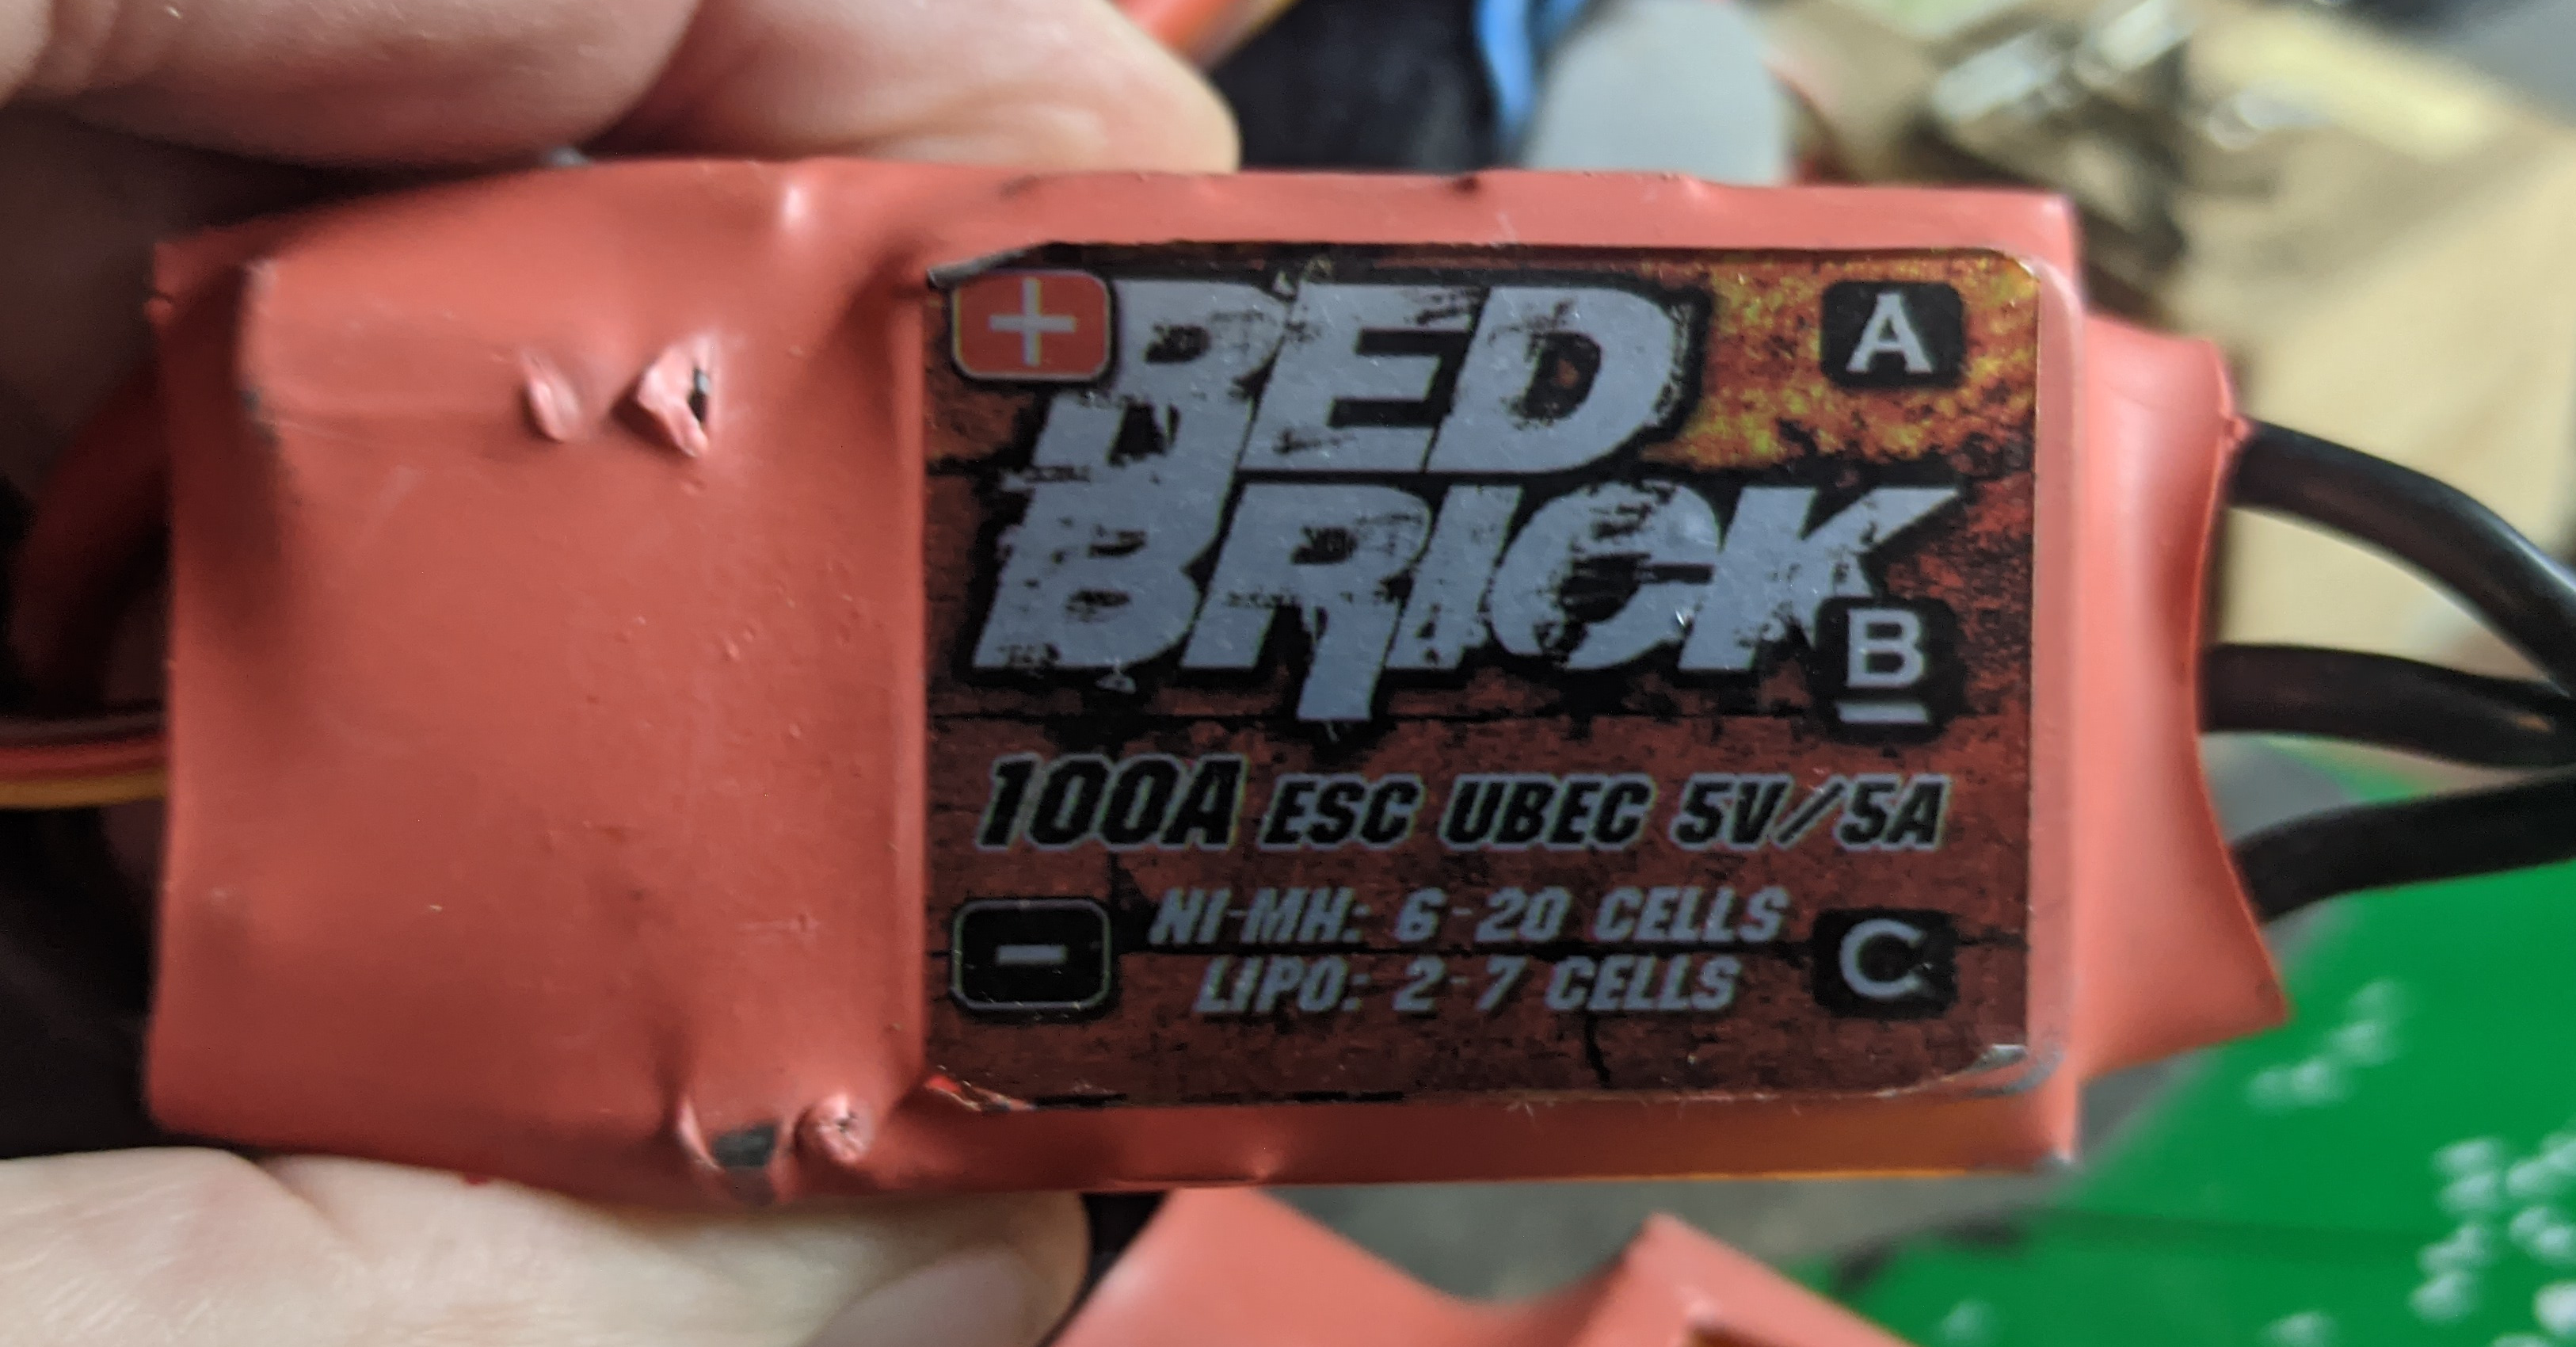 +
RED
A
BRICK
B
100A ESC UBEC 5V/5A
NI-MH: 6-20 CELLS
-
LIPO: 2-7 CELLS
C